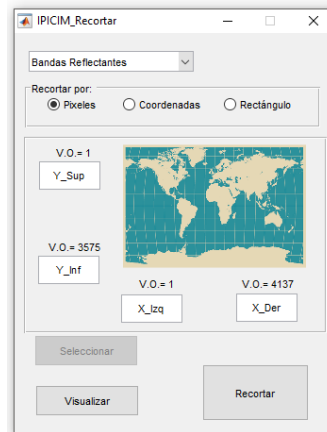 IPICIM_Recortar
Bandas Reflectantes
Recortar por:
Pixeles
Coordenadas
Rectángulo
V.O.= 1
Y_Sup
V.O.= 3575
Y_Inf
V.O.= 1
X_Izq
V.O.= 4137
X_Der
Seleccionar
Visualizar
Recortar